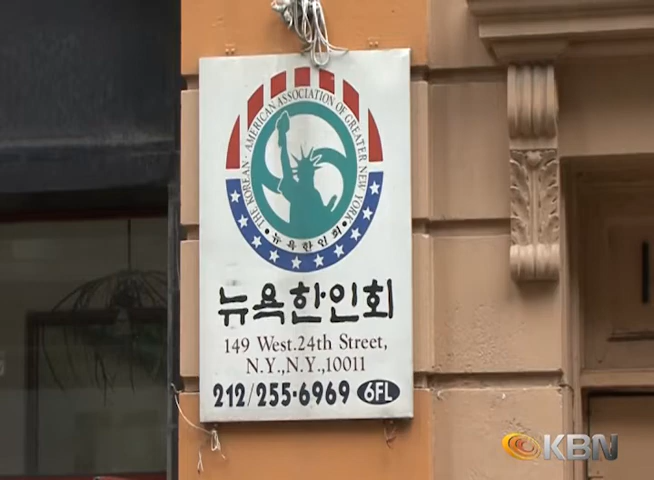 THE KOREAN · AMERICAN ASSOCIATION OF GREATER NEW YORK
· 뉴욕한인회 ·
뉴욕한인회
149 West.24th Street,
N.Y.,N.Y.,10011
212/255·6969 6FL
KBN